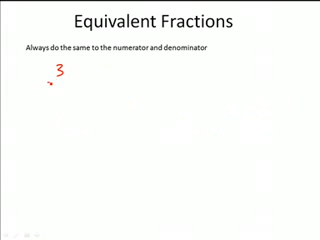 Equivalent Fractions
Always do the same to the numerator and denominator
3